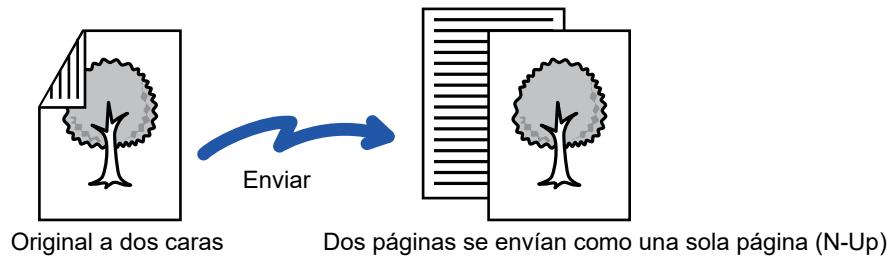 Enviar
Original a dos caras
Dos páginas se envían como una sola página (N-Up)